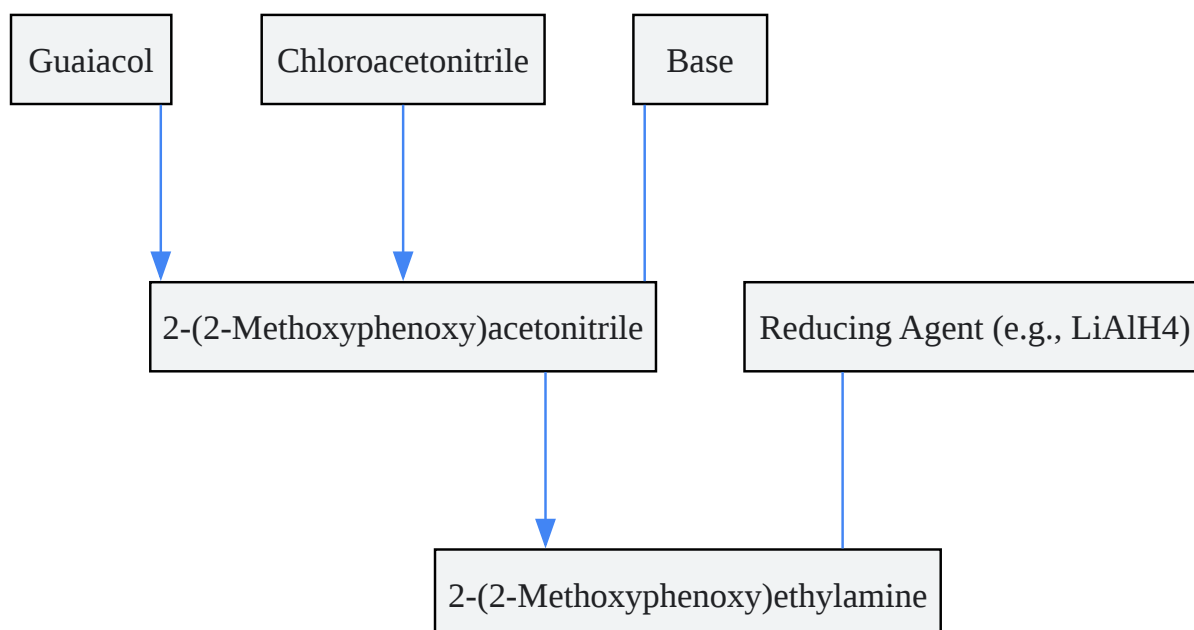 Guaiacol
Chloroacetonitrile
Base
2-(2-Methoxyphenoxy)acetonitrile
Reducing Agent (e.g., LiAlH4)
2-(2-Methoxyphenoxy)ethylamine